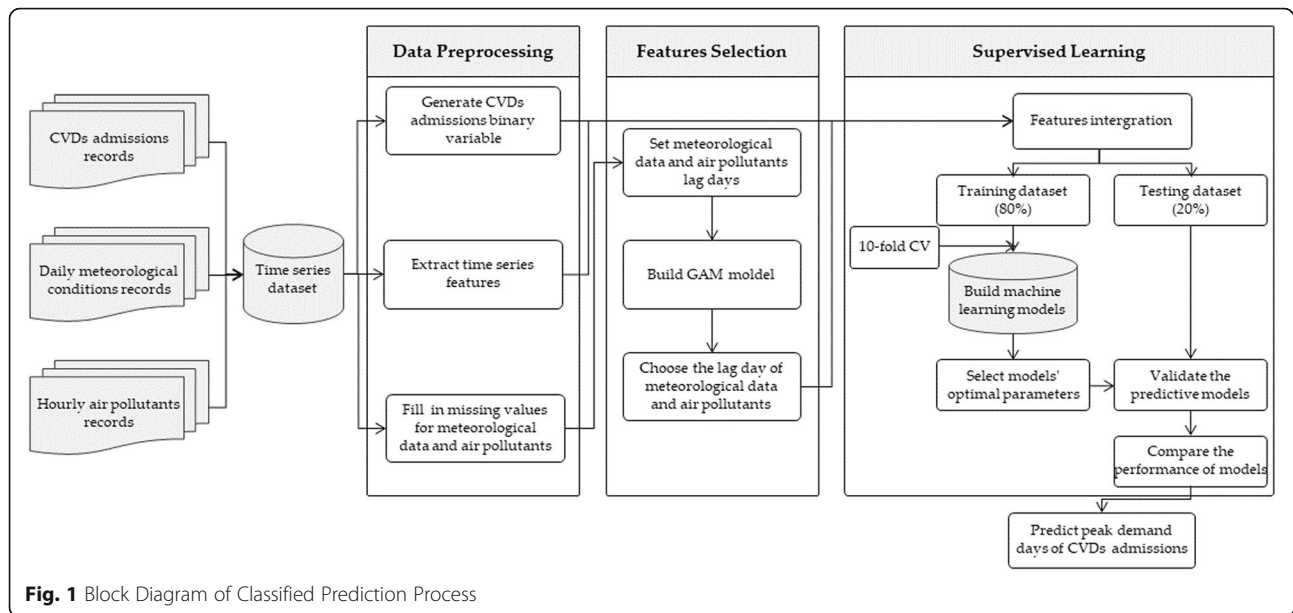 CVDs admissions
records
Daily meteorological
conditions records
Hourly air pollutants
records
Time series
dataset
Data Preprocessing
Generate CVDs
admissions binary
variable
Extract time series
features
Fill in missing values
for meteorological
data and air pollutants
Features Selection
Set meteorological
data and air pollutants
lag days
Build GAM moldel
Choose the lag day of
meteorological data
and air pollutants
Supervised Learning
Features intergration
Training dataset
(80%)
Testing dataset
(20%)
10-fold CV
Build machine
learning models
Select models'
optimal parameters
Validate the
predictive models
Compare the
performance of models
Predict peak demand
days of CVDs admissions
Fig. 1 Block Diagram of Classified Prediction Process